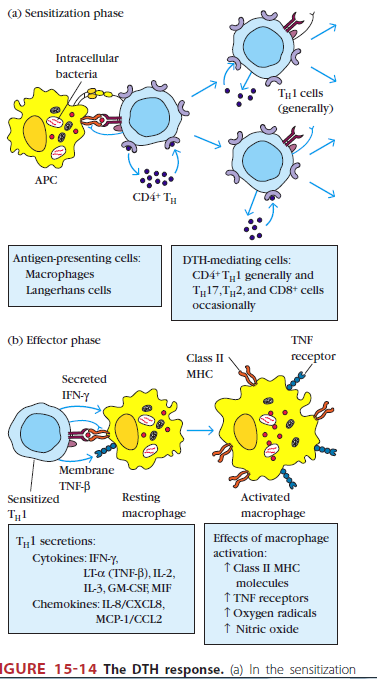 (a) Sensitization phase
Intracellular
bacteria
APC
CD4+ TH
TH1 cells
(generally)
Antigen-presenting cells:
Macrophages
Langerhans cells
DTH-mediating cells:
CD4+TH1 generally and
TH17,TH2, and CD8+ cells
occasionally
(b) Effector phase
Class II
MHC
TNF
receptor
Secreted
IFN-γ
Membrane
TNF-β
Sensitized
TH1
Resting
macrophage
Activated
macrophage
TH1 secretions:
Cytokines: IFN-γ,
LT-α (TNF-β), IL-2,
IL-3, GM-CSF, MIF
Chemokines: IL-8/CXCL8,
MCP-1/CCL2
Effects of macrophage
activation:
↑ Class II MHC
molecules
↑ TNF receptors
↑ Oxygen radicals
↑ Nitric oxide
IGURE 15-14 The DTH response. (a) In the sensitization